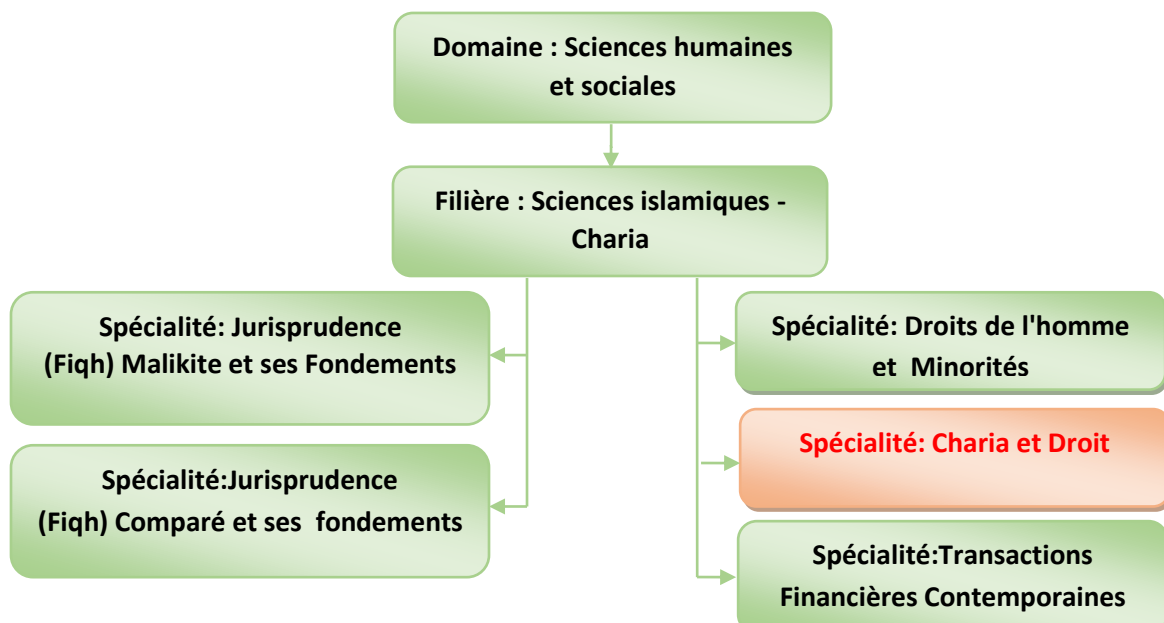 Domaine : Sciences humaines
et sociales
Filière : Sciences islamiques -
Charia
Spécialité: Jurisprudence
(Fiqh) Malikite et ses Fondements
Spécialité:Jurisprudence
(Fiqh) Comparé et ses fondements
Spécialité: Droits de l'homme
et Minorités
Spécialité: Charia et Droit
Spécialité:Transactions
Financières Contemporaines